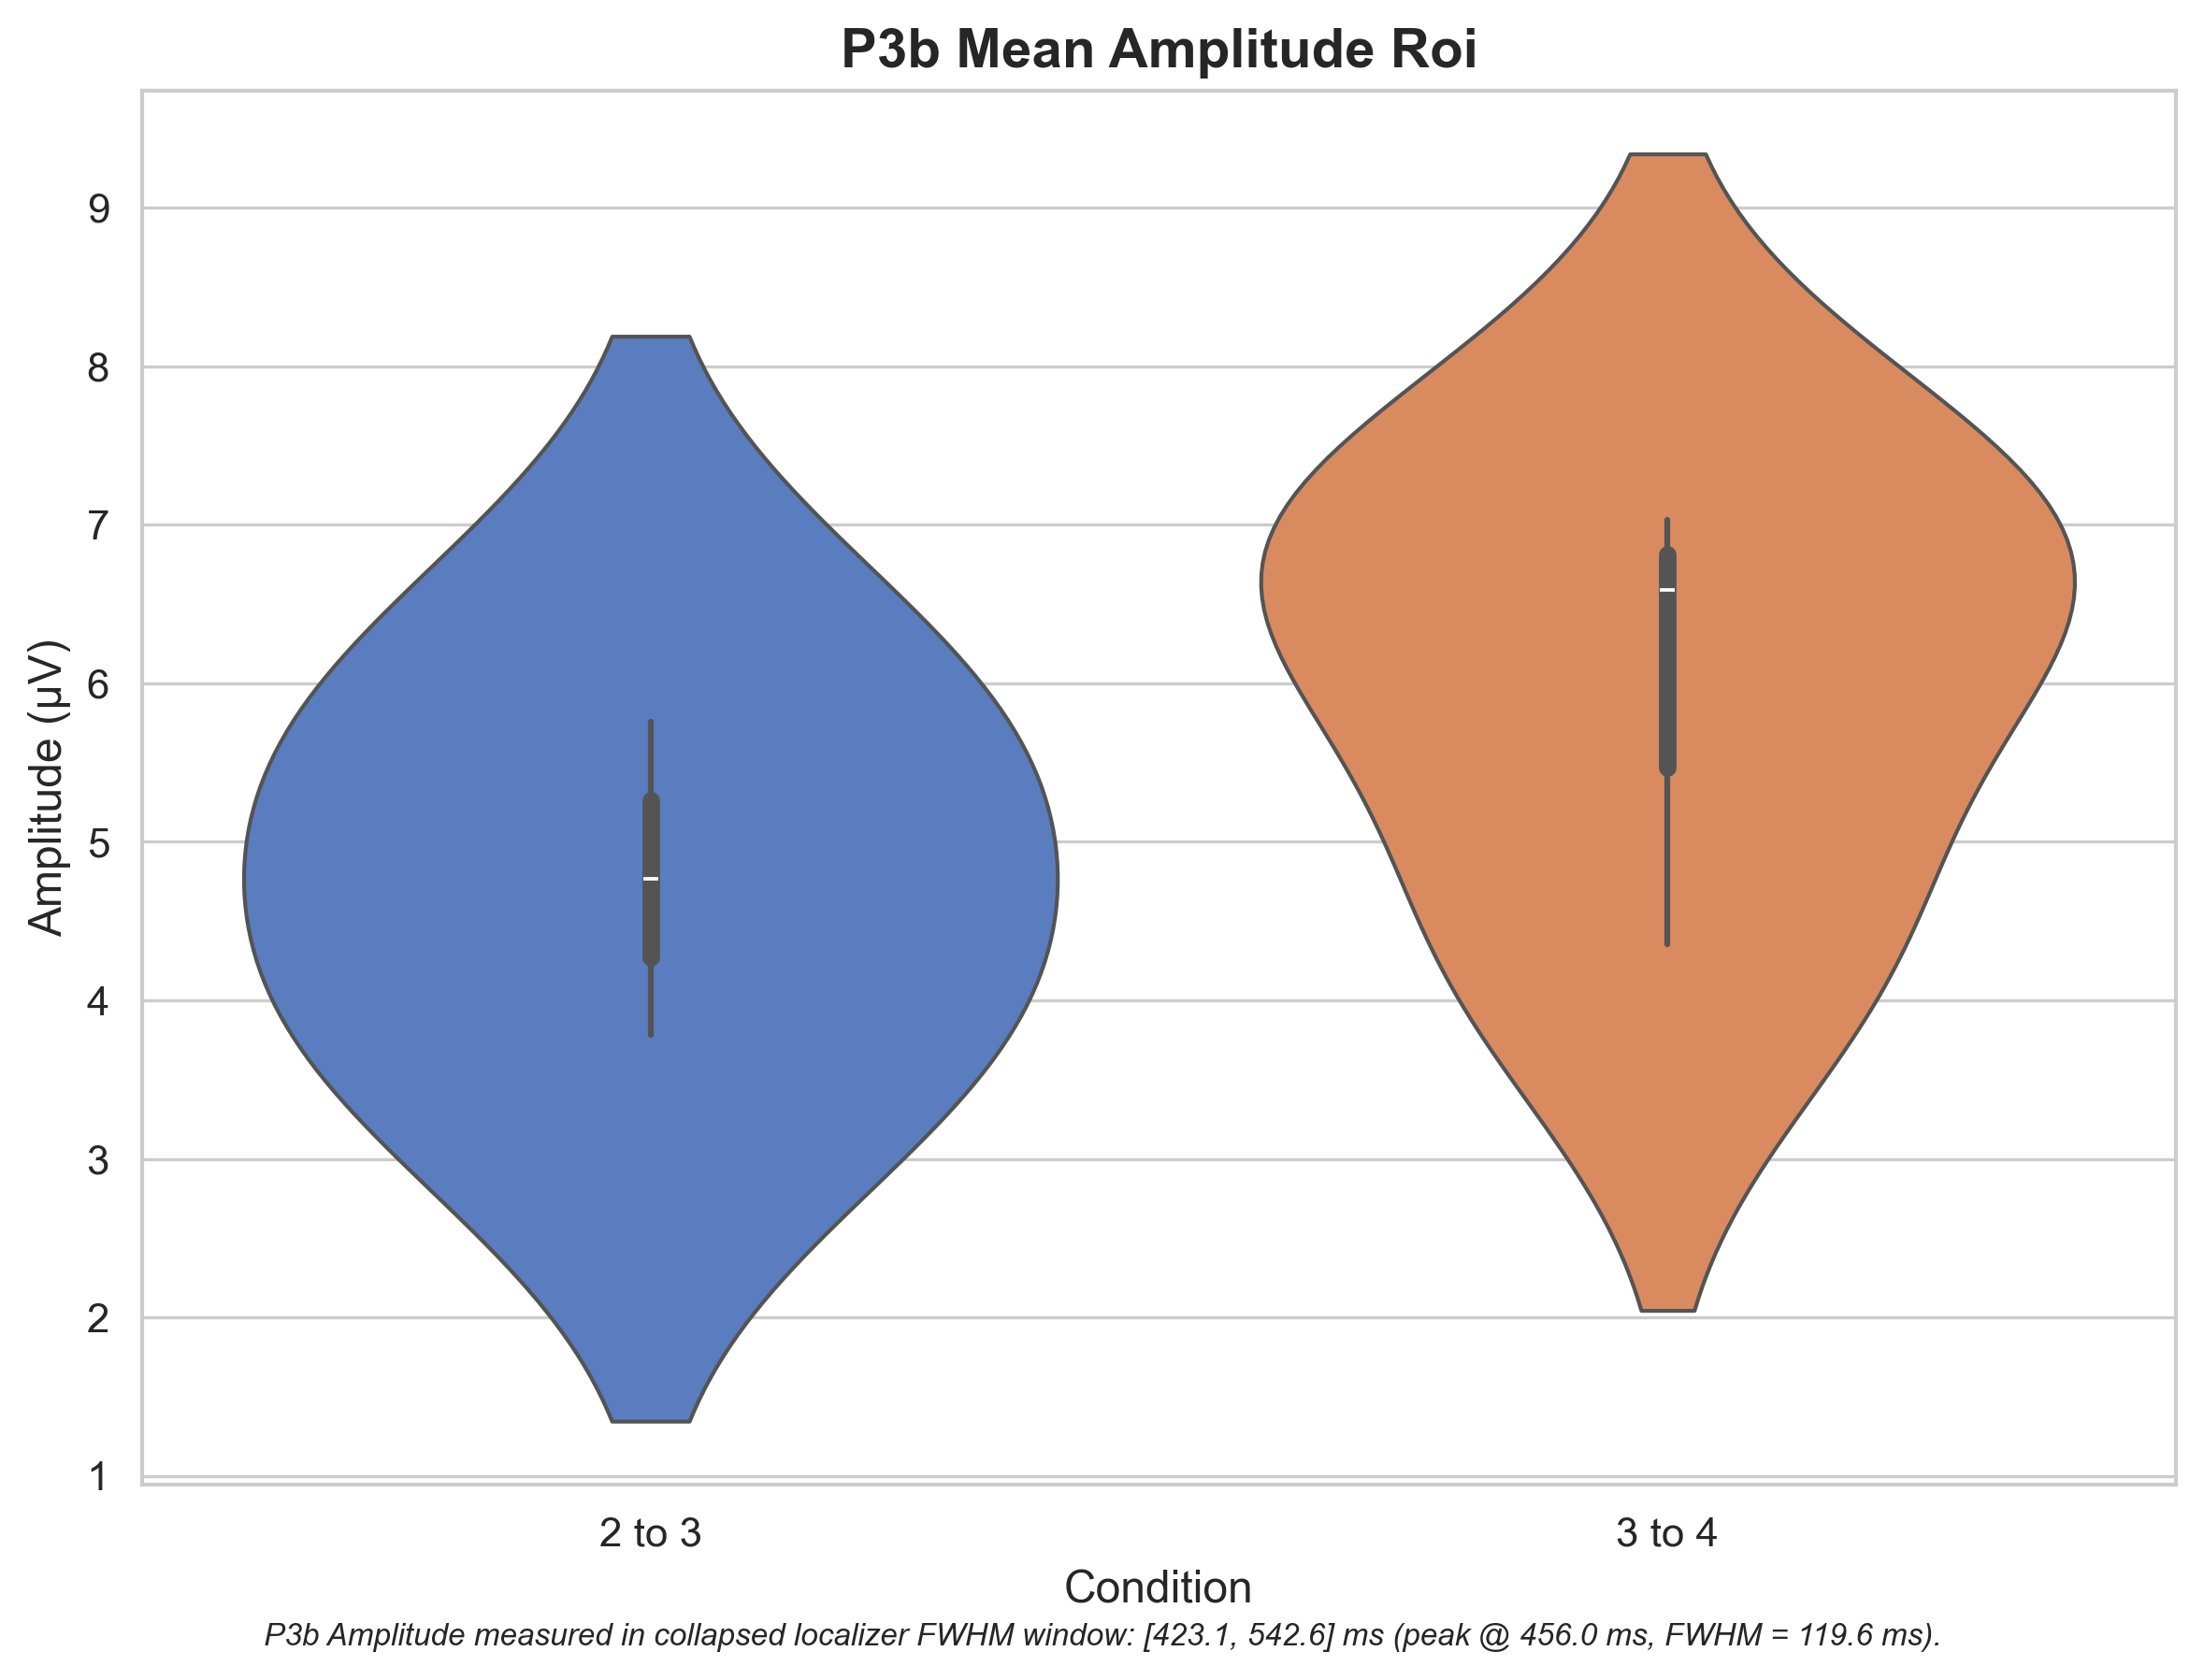 P3b Mean Amplitude Roi
Amplitude (µV)
9
8
7
6
5
4
3
2
1
2 to 3
3 to 4
Condition
P3b Amplitude measured in collapsed localizer FWHM window: [423.1, 542.6] ms (peak @ 456.0 ms, FWHM = 119.6 ms).